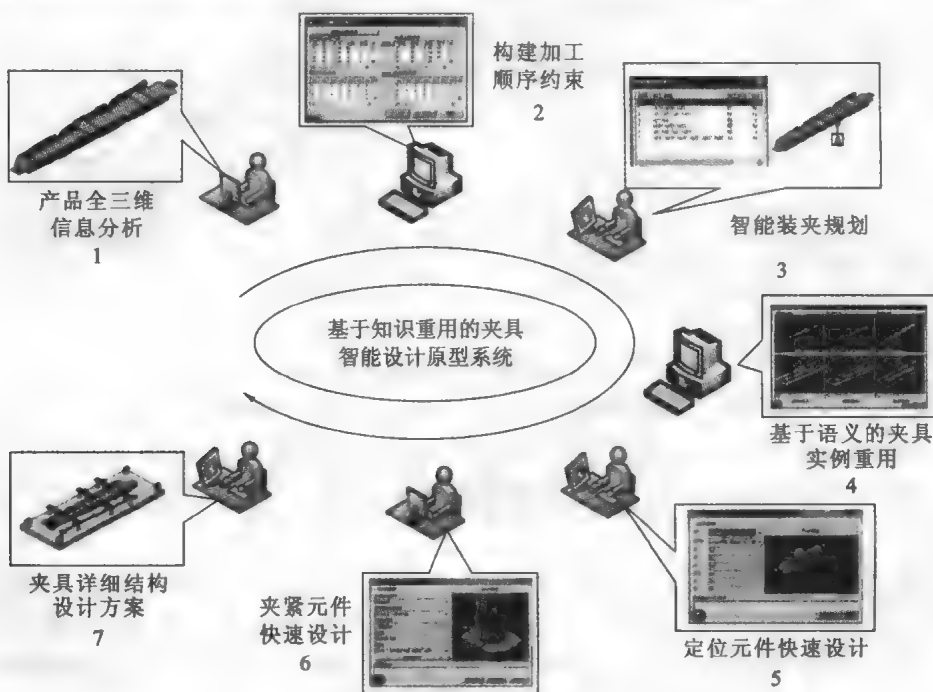 产品全三维
信息分析
1
构建加工
顺序约束
2
智能装夹规划
3
基于知识重用的夹具
智能设计原型系统
基于语义的夹具
实例重用
4
定位元件快速设计
5
夹紧元件
快速设计
6
夹具详细结构
设计方案
7